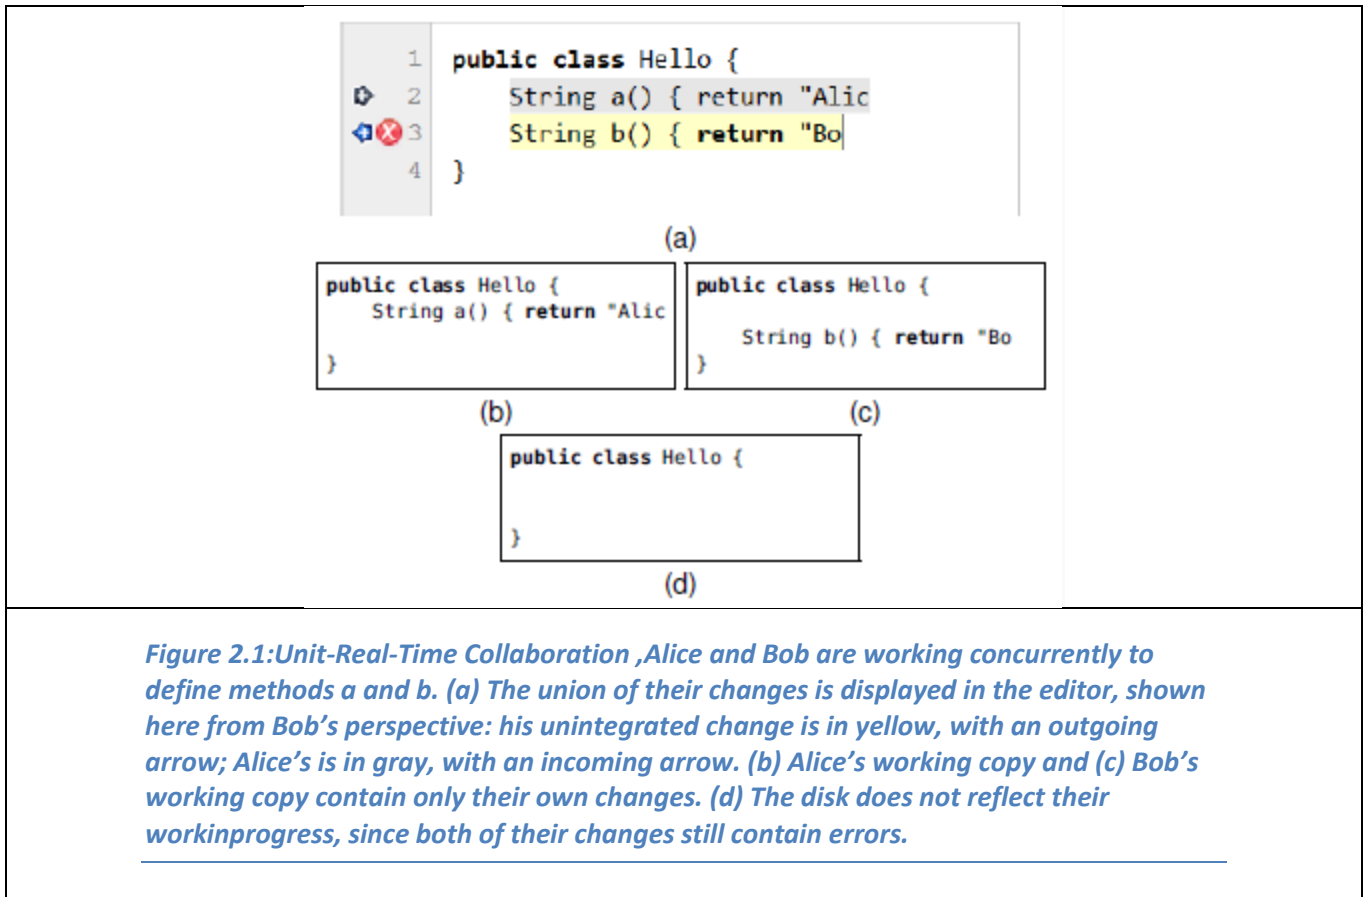 1 public class Hello {
2 String a() { return "Alic
3 String b() { return "Bo
4 }
(a)
public class Hello {
String a() { return "Alic
}
(b)
public class Hello {
String b() { return "Bo
}
(c)
public class Hello {
}
(d)
Figure 2.1:Unit-Real-Time Collaboration ,Alice and Bob are working concurrently to
define methods a and b. (a) The union of their changes is displayed in the editor, shown
here from Bob’s perspective: his unintegrated change is in yellow, with an outgoing
arrow; Alice’s is in gray, with an incoming arrow. (b) Alice’s working copy and (c) Bob’s
working copy contain only their own changes. (d) The disk does not reflect their
workinprogress, since both of their changes still contain errors.